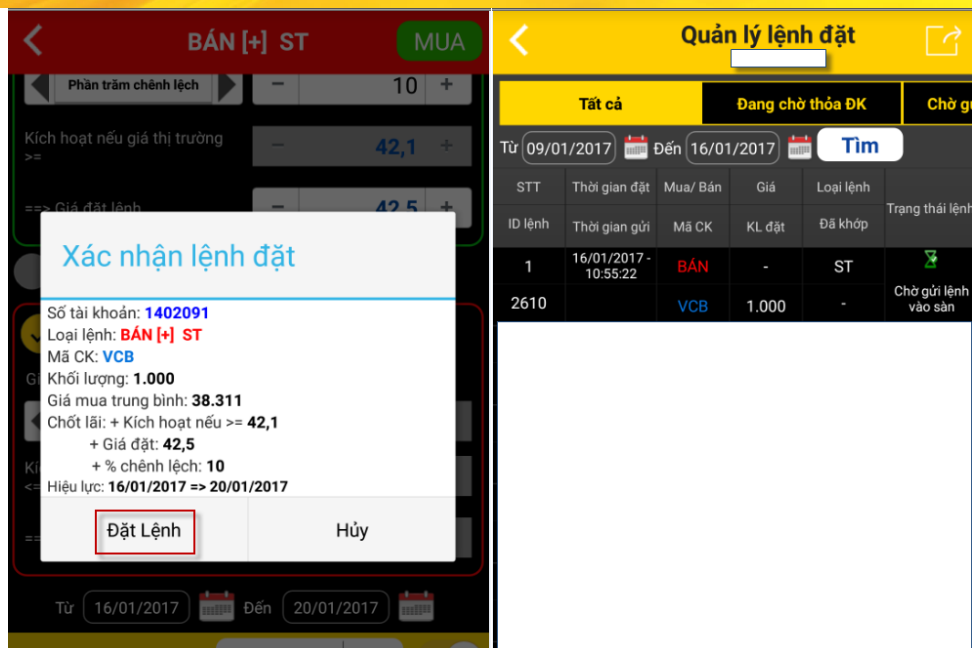 BÁN [+] ST
MUA
Phần trăm chênh lệch
-
10
+
Kích hoạt nếu giá thị trường
>=
-
42,1
+
==> Giá đặt lệnh
-
42,5
+
Xác nhận lệnh đặt
Số tài khoản: 1402091
Loại lệnh: BÁN [+] ST
Mã CK: VCB
Khối lượng: 1.000
Giá mua trung bình: 38.311
Chốt lãi: + Kích hoạt nếu >= 42,1
+ Giá đặt: 42,5
+ % chênh lệch: 10
Hiệu lực: 16/01/2017 => 20/01/2017
Đặt Lệnh
Hủy
Từ 16/01/2017 Đến 20/01/2017
Quản lý lệnh đặt
Tất cả
Đang chờ thỏa ĐK
Chờ gử
Từ 09/01/2017 Đến 16/01/2017 Tìm
STT Thời gian đặt Mua/ Bán Giá Loại lệnh
Trạng thái lệnh
ID lệnh Thời gian gửi Mã CK KL đặt Đã khớp
1 16/01/2017 - 
10:55:22 BÁN - ST
2610 VCB 1.000 -
Chờ gửi lệnh
vào sàn